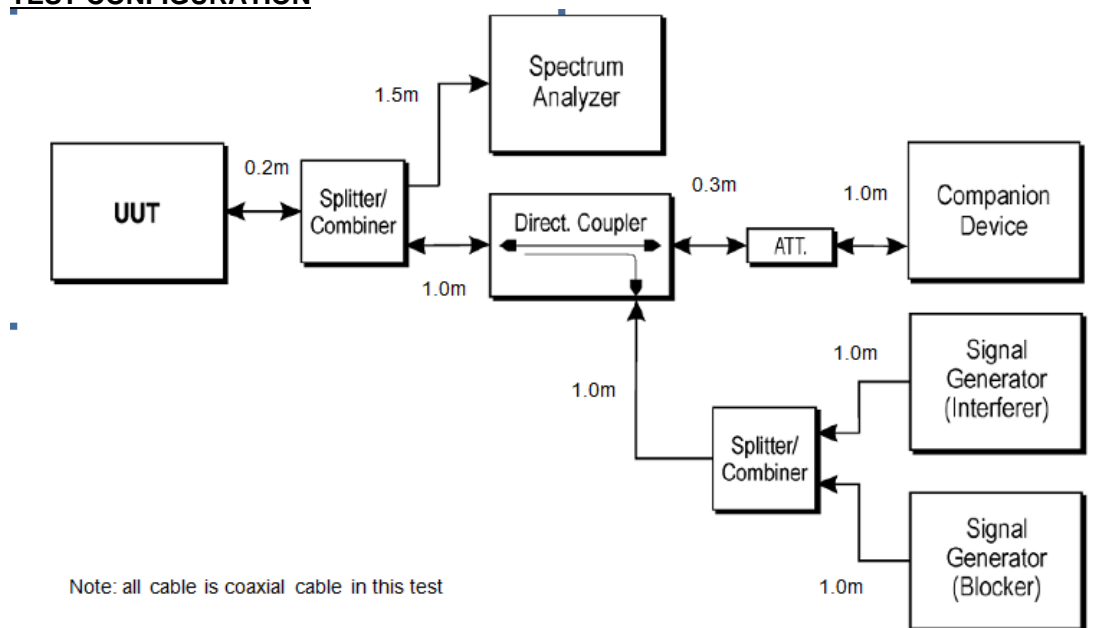 TEST CONFIGURATION
Spectrum
Analyzer
1.5m
UUT
0.2m
Splitter/
Combiner
1.0m
Direct. Coupler
0.3m
ATT.
1.0m
Companion
Device
1.0m
Splitter/
Combiner
1.0m
Signal
Generator
(Interferer)
1.0m
Signal
Generator
(Blocker)
Note: all cable is coaxial cable in this test